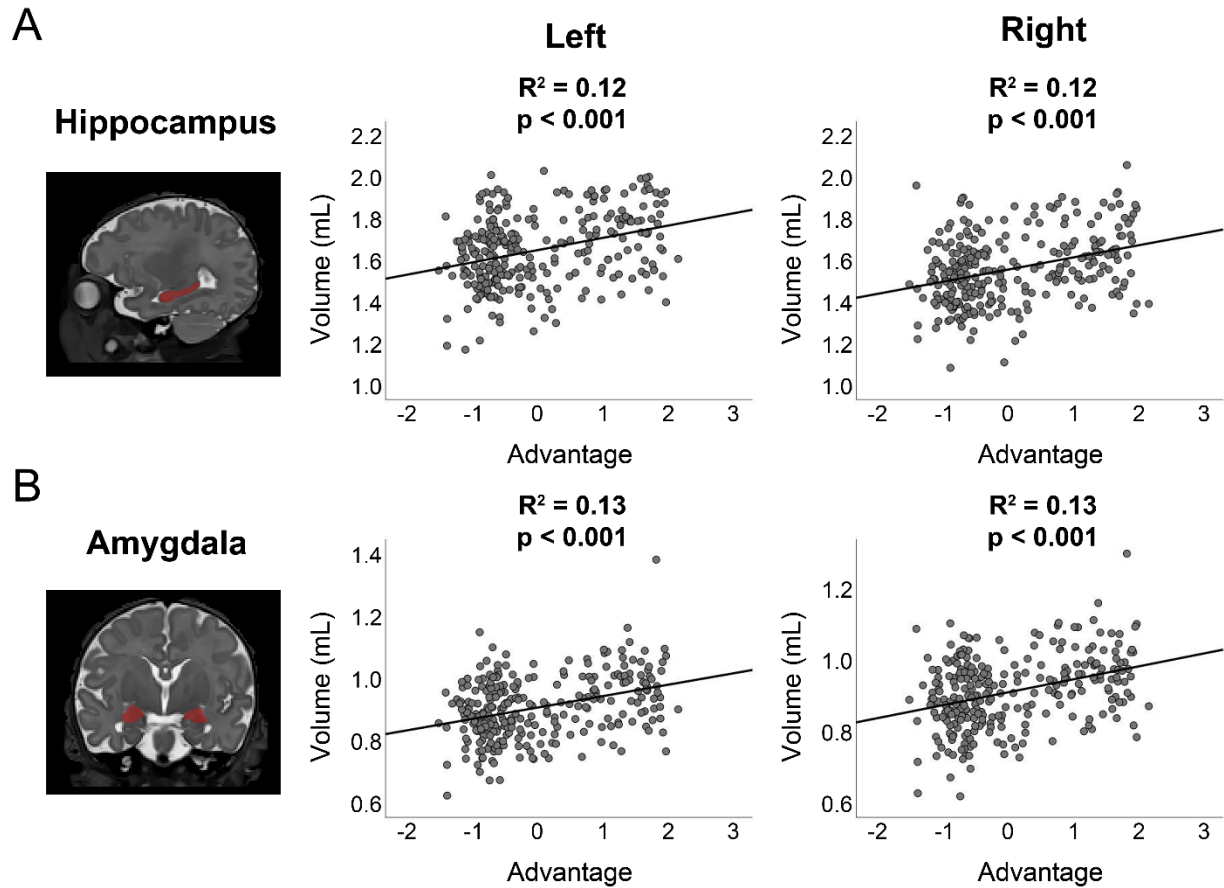 A
Left
Right
Hippocampus
R² = 0.12
p < 0.001
R² = 0.12
p < 0.001
Volume (mL)
2.2
2.0
1.8
1.6
1.4
1.2
1.0
-2 -1 0 1 2 3
Advantage
Volume (mL)
2.2
2.0
1.8
1.6
1.4
1.2
1.0
-2 -1 0 1 2 3
Advantage
B
Amygdala
R² = 0.13
p < 0.001
R² = 0.13
p < 0.001
Volume (mL)
1.4
1.2
1.0
0.8
0.6
-2 -1 0 1 2 3
Advantage
Volume (mL)
1.2
1.0
0.8
0.6
-2 -1 0 1 2 3
Advantage